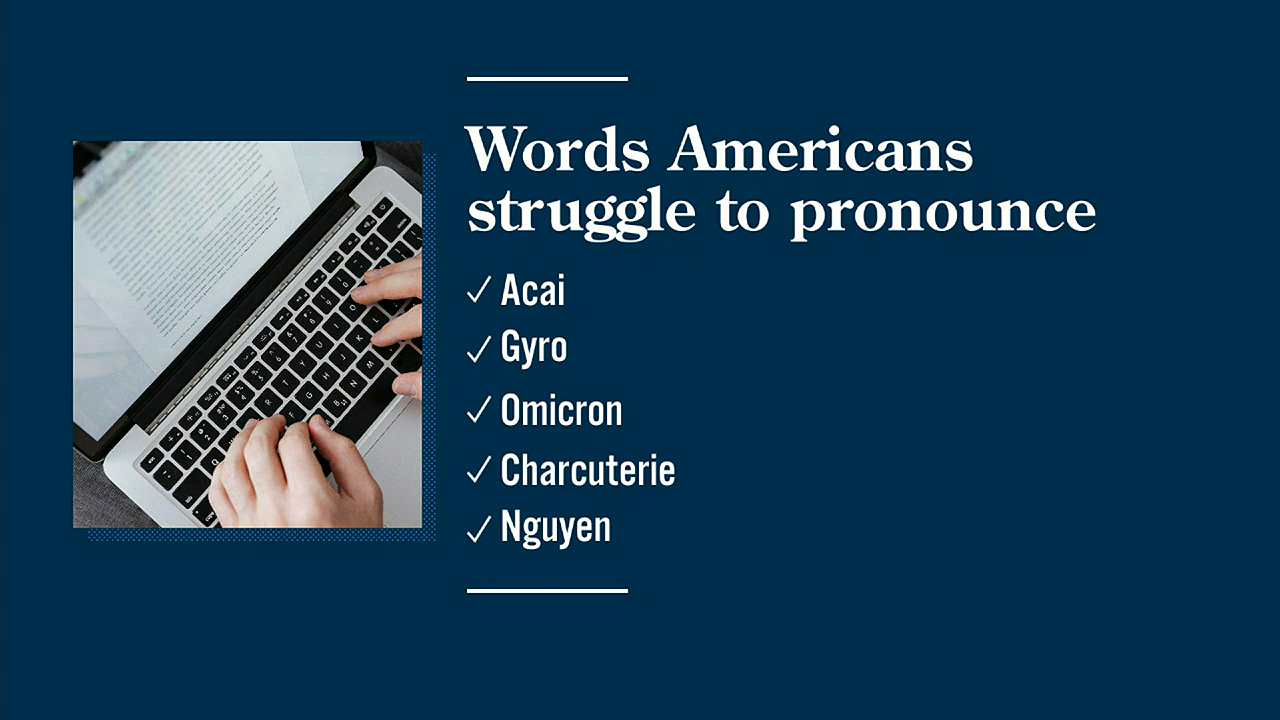 Words Americans
struggle to pronounce
✓ Acai
✓ Gyro
✓ Omicron
✓ Charcuterie
✓ Nguyen